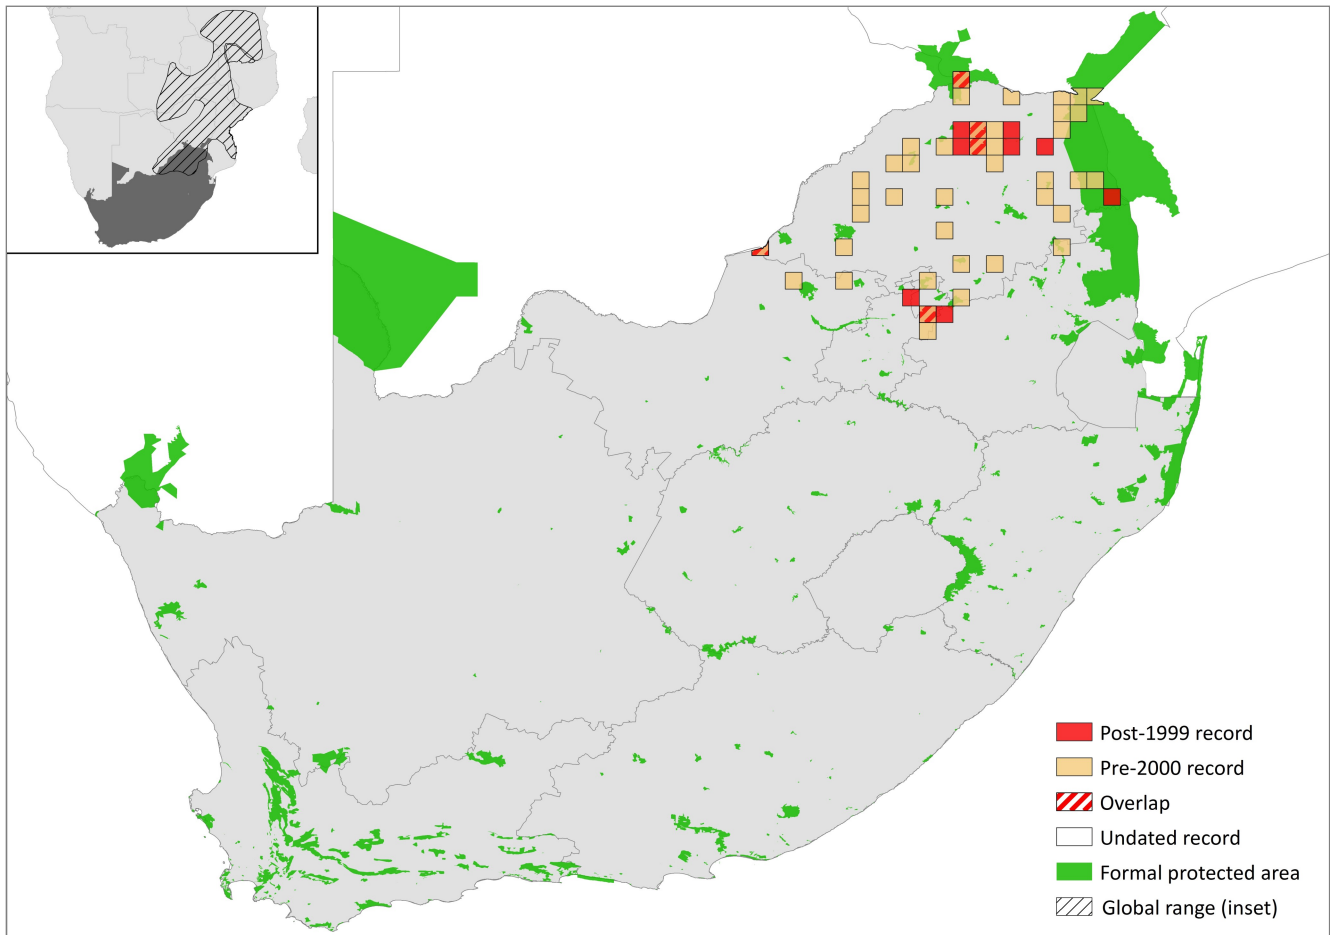 Post-1999 record
Pre-2000 record
Overlap
Undated record
Formal protected area
Global range (inset)